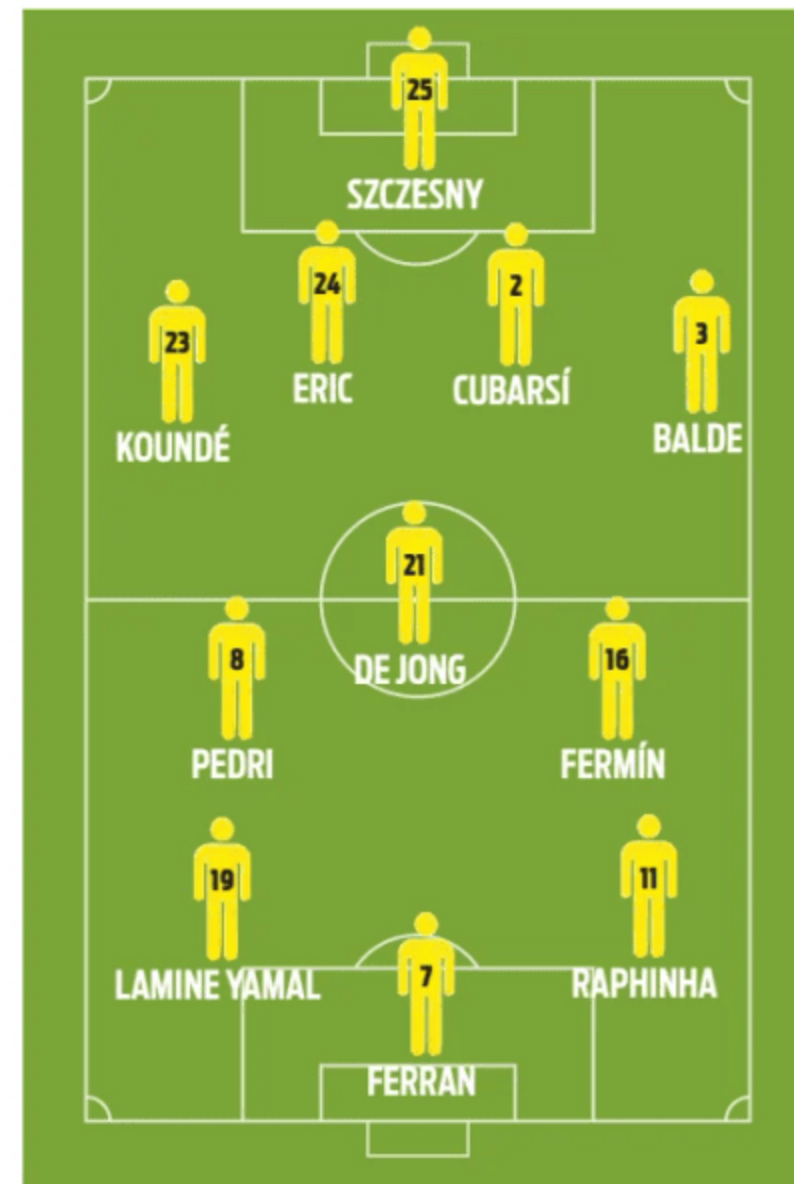 25
SZCZESNY
24
2
23
3
ERIC
CUBARSÍ
KOUNDÉ
BALDE
21
8
DE JONG
16
PEDRI
FERMÍN
19
11
LAMINE YAMAL
7
RAPHINHA
FERRAN